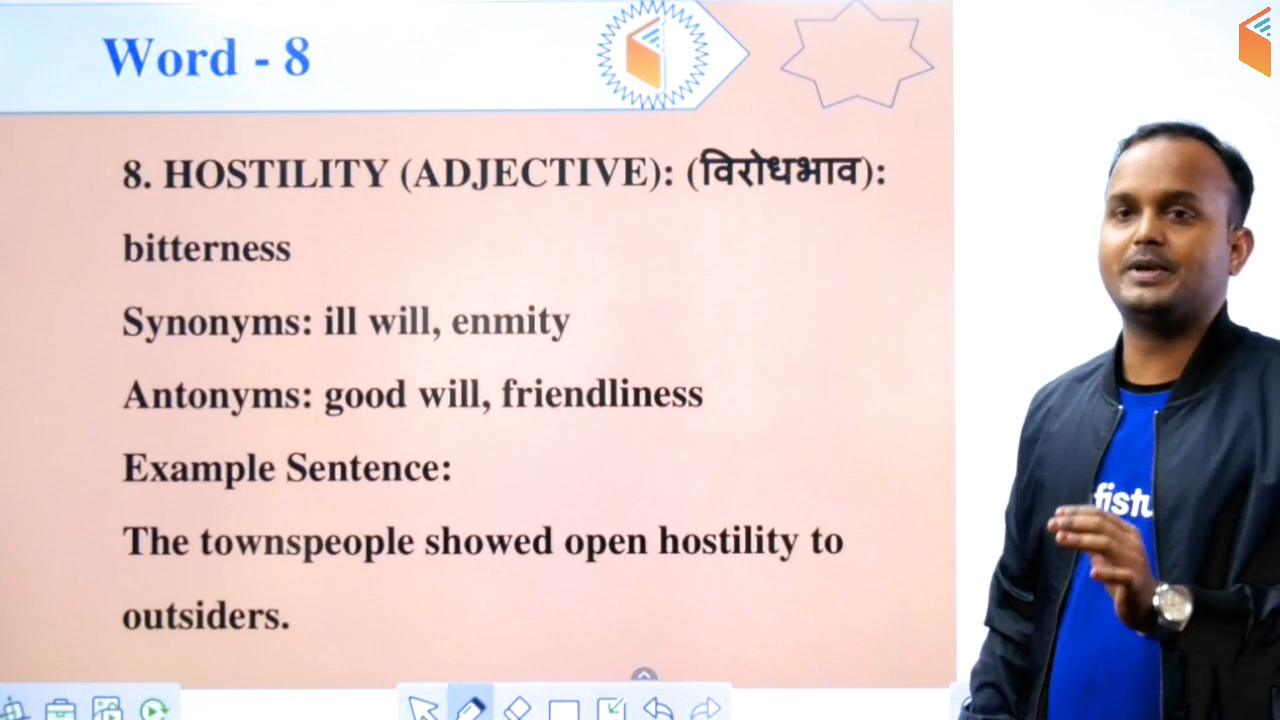 Word - 8
8. HOSTILITY (ADJECTIVE): (विरोधभाव):
bitterness
Synonyms: ill will, enmity
Antonyms: good will, friendliness
Example Sentence:
The townspeople showed open hostility to
outsiders.